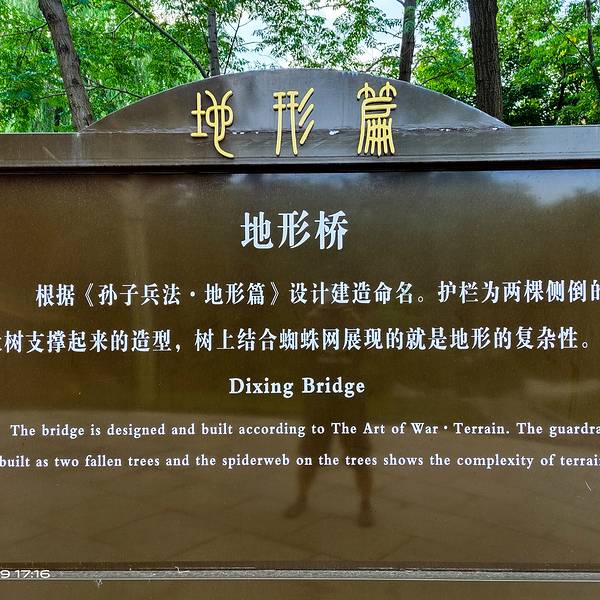 地形篇
地形桥
根据《孙子兵法·地形篇》设计建造命名。护栏为两棵侧倒的
树支撑起来的造型，树上结合蜘蛛网展现的就是地形的复杂性。
Dixing Bridge
The bridge is designed and built according to The Art of War·Terrain. The guardra
built as two fallen trees and the spiderweb on the trees shows the complexity of terrai
9 17:16